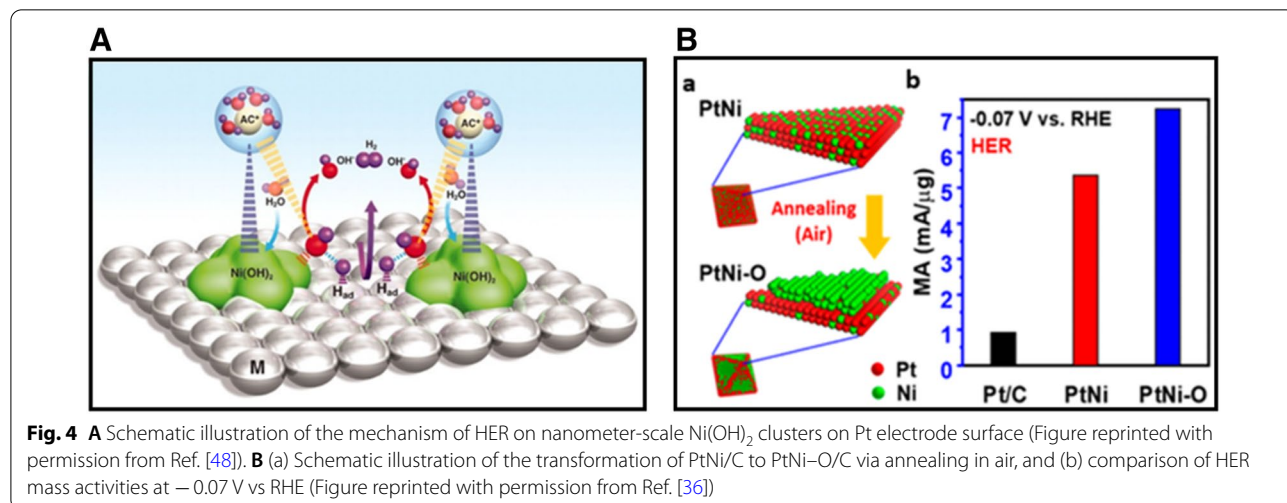 A
AC⁺
AC⁺
H₂
OH⁻
OH⁻
H₂O
H₂O
Ni(OH)₂
Ni(OH)₂
Had
Had
M
B
a
PtNi
Annealing
(Air)
PtNi-O
Pt
Ni
b
-0.07 V vs. RHE
HER
MA (mA/μg)
7
6
5
4
3
2
1
0
Pt/C
PtNi
PtNi-O
Fig. 4 A Schematic illustration of the mechanism of HER on nanometer-scale Ni(OH)₂ clusters on Pt electrode surface (Figure reprinted with
permission from Ref. [48]). B (a) Schematic illustration of the transformation of PtNi/C to PtNi–O/C via annealing in air, and (b) comparison of HER
mass activities at − 0.07 V vs RHE (Figure reprinted with permission from Ref. [36])